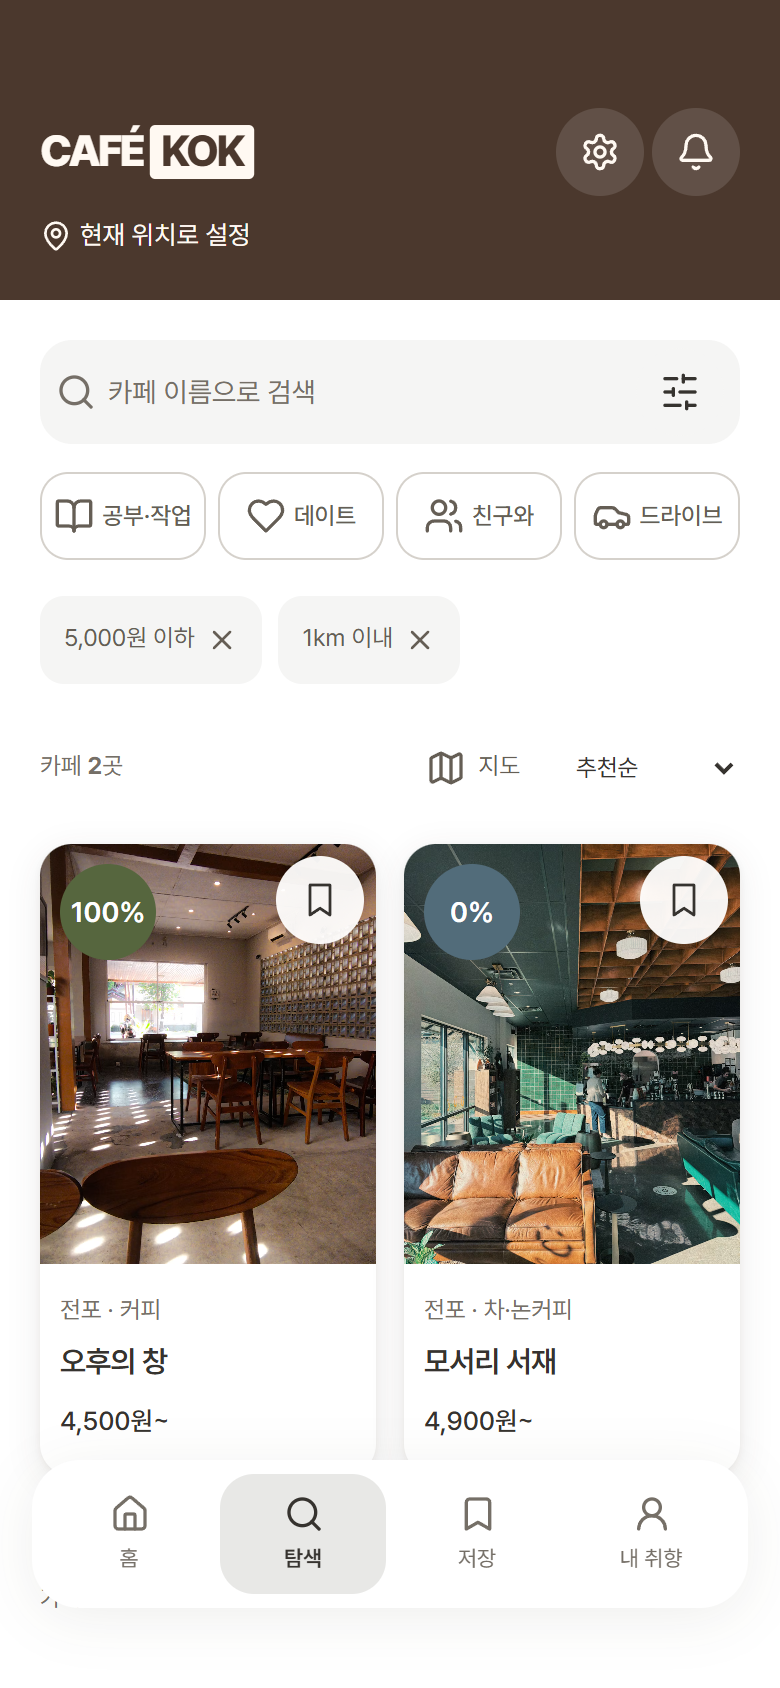 CAFÉ KOK
현재 위치로 설정
카페 이름으로 검색
공부·작업 데이트 친구와 드라이브
5,000원 이하 1km 이내
카페 2곳 지도 추천순
100% 0%
전포 · 커피
오후의 창
4,500원~
전포 · 차·논커피
모서리 서재
4,900원~
홈 탐색 저장 내 취향